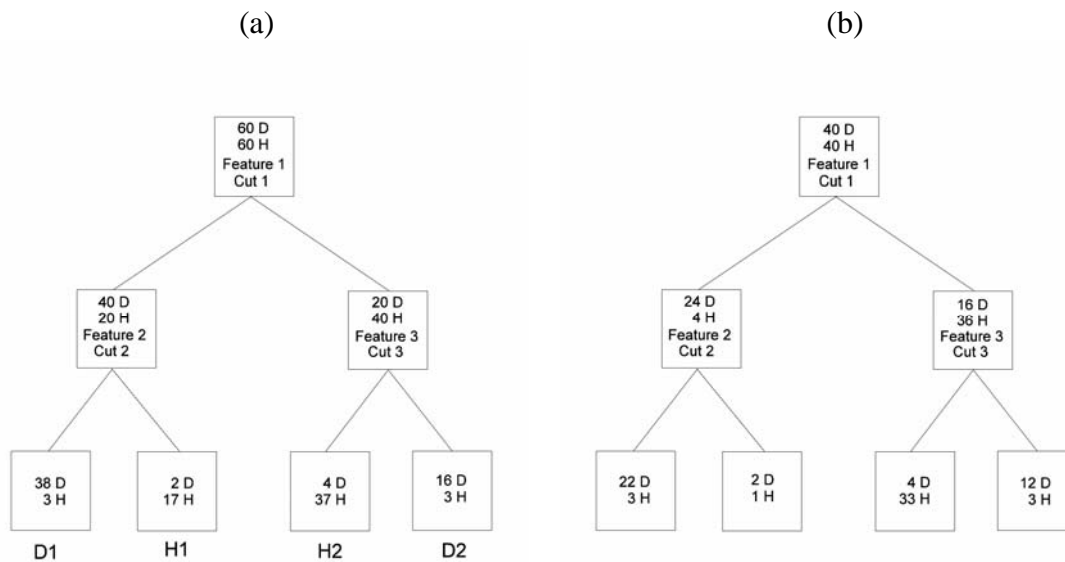 (a)
60 D
60 H
Feature 1
Cut 1
40 D
20 H
Feature 2
Cut 2
20 D
40 H
Feature 3
Cut 3
38 D
3 H
D1
2 D
17 H
H1
4 D
37 H
H2
16 D
3 H
D2
(b)
40 D
40 H
Feature 1
Cut 1
24 D
4 H
Feature 2
Cut 2
16 D
36 H
Feature 3
Cut 3
22 D
3 H
2 D
1 H
4 D
33 H
12 D
3 H